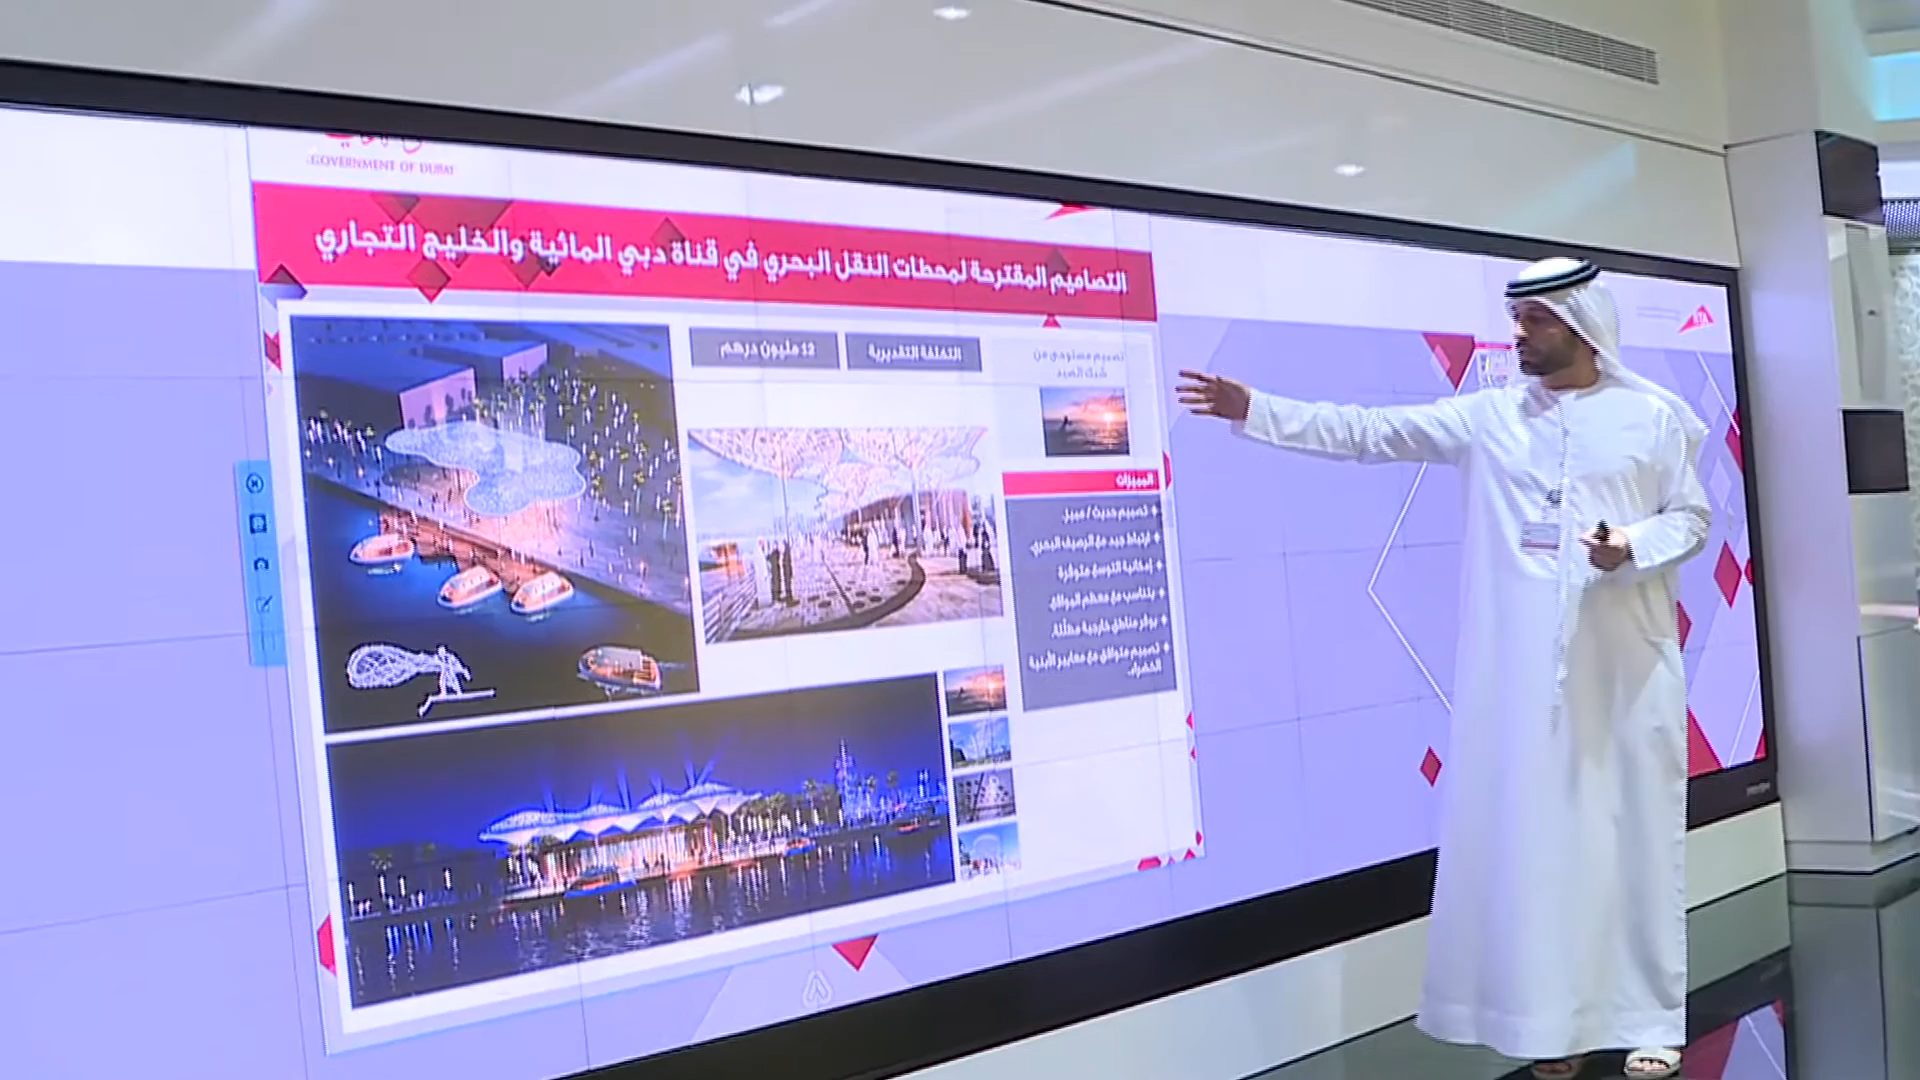 GOVERNMENT OF DUBAI
التصاميم المقترحة لمحطات النقل البحري في قناة دبي المائية والخليج التجاري
تصميم مستوحى من
شباك الصيد
التكلفة التقديرية
12 مليون درهم
المميزات
تصميم حديث / مميز
ارتباط جيد مع الرصيف البحري
إمكانية التوسع متوفرة
يتناسب مع معظم المواقع
يوفر مناطق خارجية مظللة
تصميم متوافق مع معايير الأبنية
الخضراء
RTA